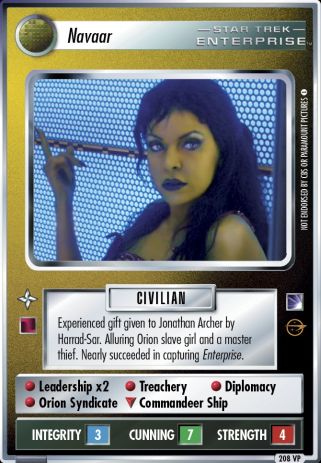 Navaar
STAR TREK
ENTERPRISE™
NOT ENDORSED BY CBS OR PARAMOUNT PICTURES
CIVILIAN
Experienced gift given to Jonathan Archer by
Harrad-Sar. Alluring Orion slave girl and a master
thief. Nearly succeeded in capturing Enterprise.
Leadership x2 Treachery Diplomacy
Orion Syndicate Commandeer Ship
INTEGRITY 3 CUNNING 7 STRENGTH 4
208 VP